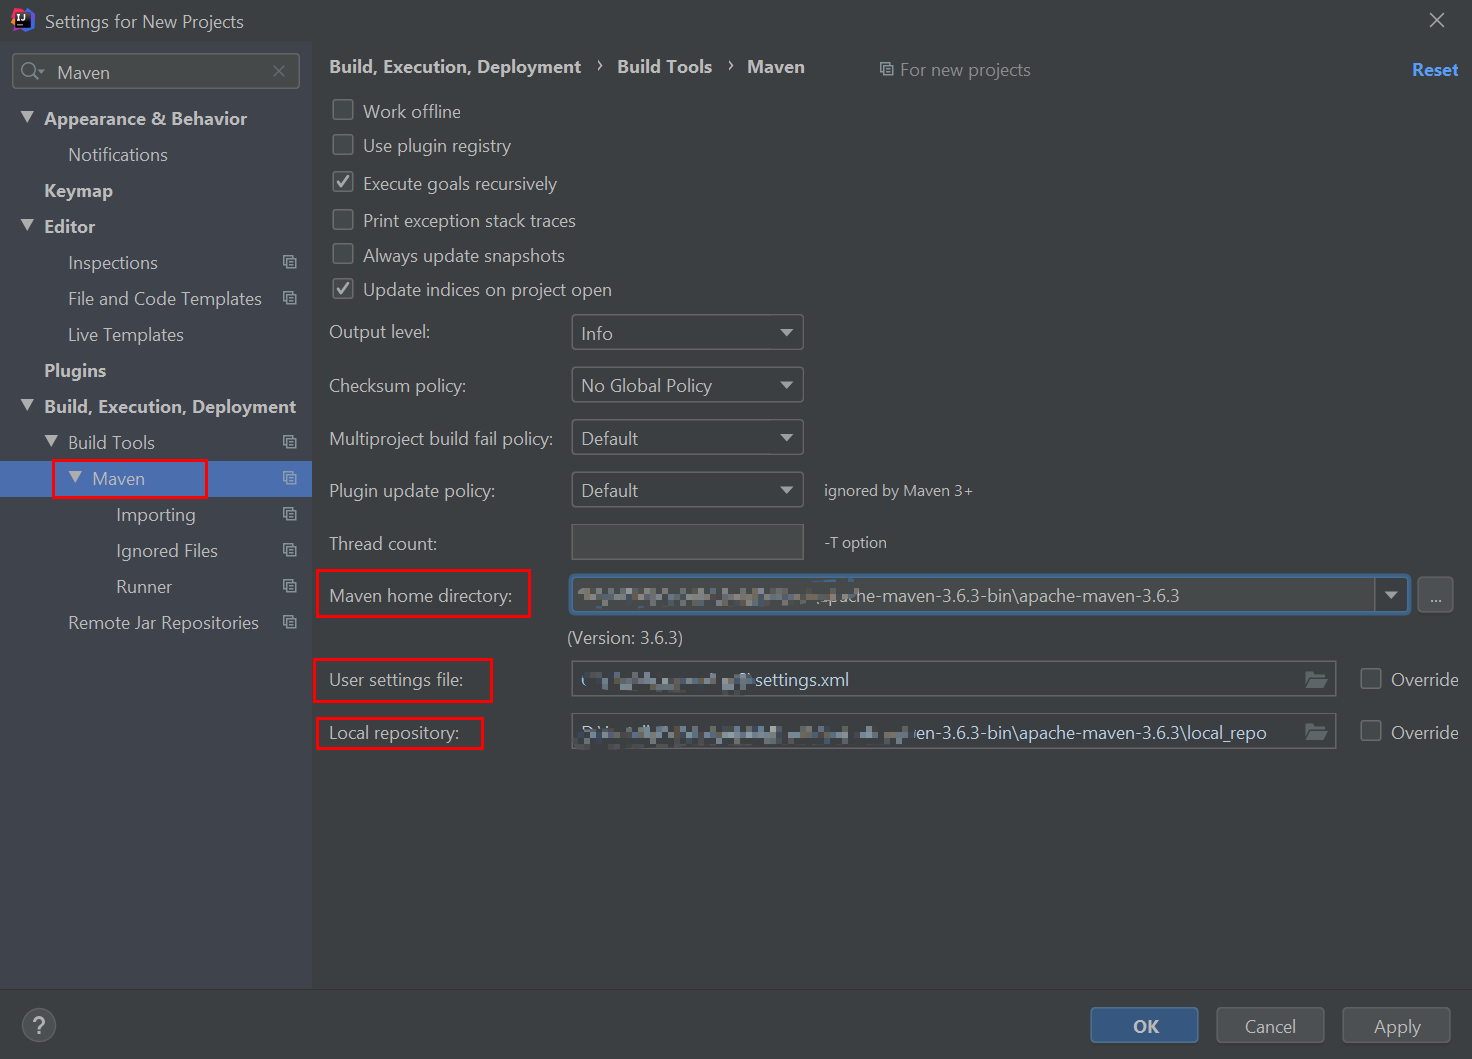 Settings for New Projects
Maven
Appearance & Behavior
Notifications
Keymap
Editor
Inspections
File and Code Templates
Live Templates
Plugins
Build, Execution, Deployment
Build Tools
Maven
Importing
Ignored Files
Runner
Remote Jar Repositories
Build, Execution, Deployment › Build Tools › Maven
For new projects
Reset
Work offline
Use plugin registry
Execute goals recursively
Print exception stack traces
Always update snapshots
Update indices on project open
Output level: Info
Checksum policy: No Global Policy
Multiproject build fail policy: Default
Plugin update policy: Default ignored by Maven 3+
Thread count: -T option
Maven home directory: \apache-maven-3.6.3-bin\apache-maven-3.6.3 ...
(Version: 3.6.3)
User settings file: settings.xml Override
Local repository: en-3.6.3-bin\apache-maven-3.6.3\local_repo Override
? OK Cancel Apply